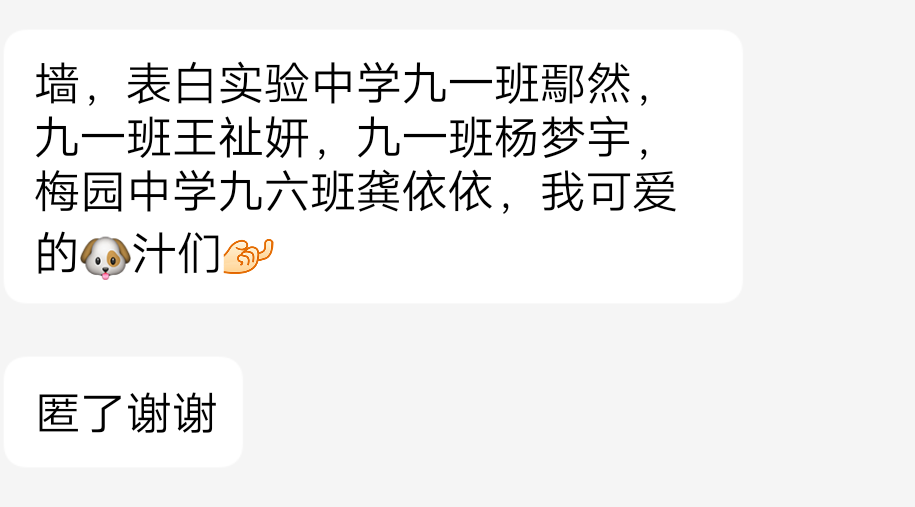 墙，表白实验中学九一班鄢然，
九一班王祉妍，九一班杨梦宇，
梅园中学九六班龚依依，我可爱
的🐶汁们
匿了谢谢